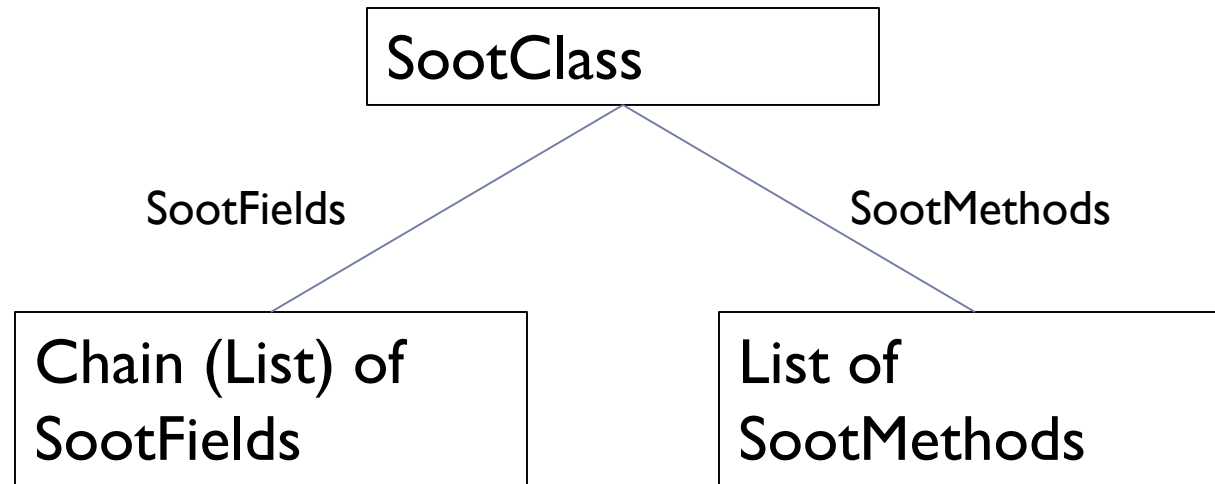 SootClass
SootFields
SootMethods
Chain (List) of
SootFields
List of
SootMethods